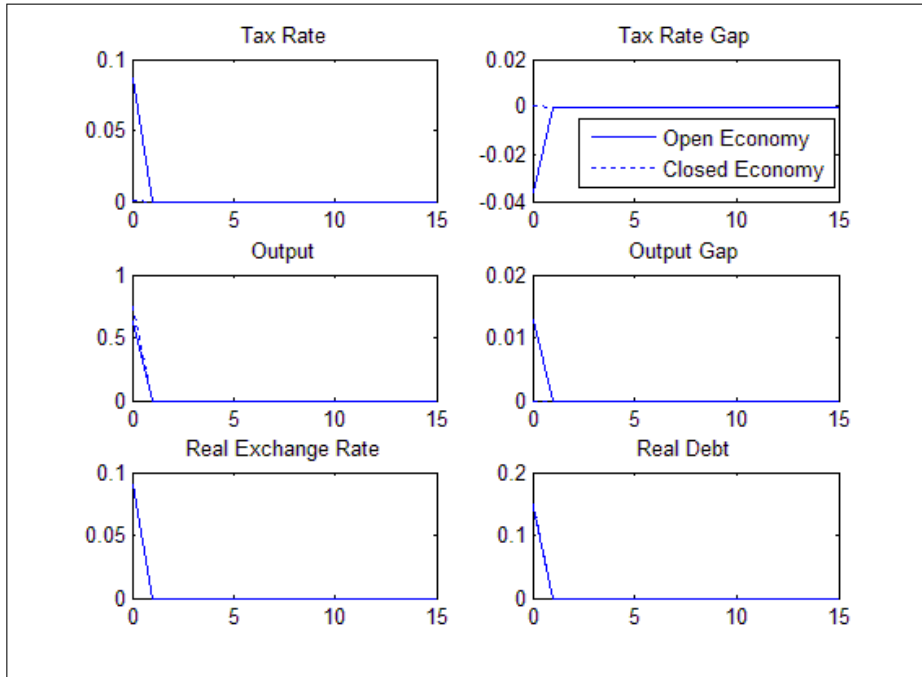 Tax Rate
0.1
0.05
0
0 5 10 15
Tax Rate Gap
0.02
0
-0.02
-0.04
0 5 10 15
Open Economy
Closed Economy
Output
1
0.5
0
0 5 10 15
Output Gap
0.02
0.01
0
0 5 10 15
Real Exchange Rate
0.1
0.05
0
0 5 10 15
Real Debt
0.2
0.1
0
0 5 10 15